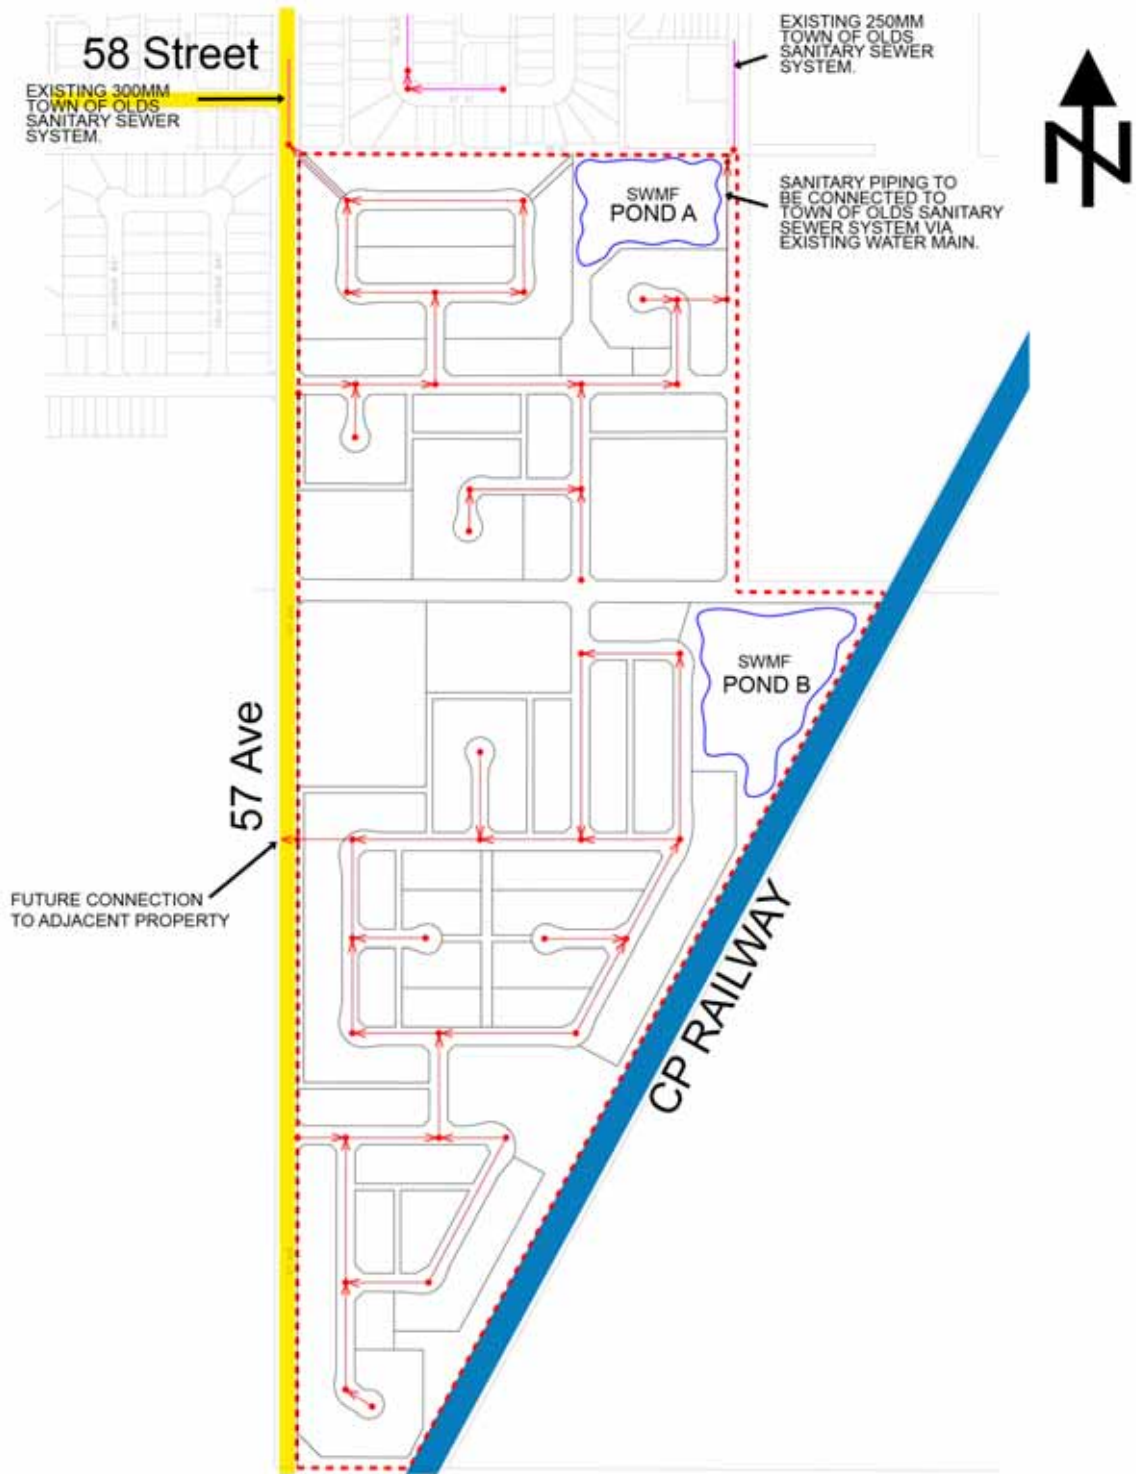 58 Street
EXISTING 300MM
TOWN OF OLDS
SANITARY SEWER
SYSTEM.
EXISTING 250MM
TOWN OF OLDS
SANITARY SEWER
SYSTEM.
N
SWMF
POND A
SANITARY PIPING TO
BE CONNECTED TO
TOWN OF OLDS SANITARY
SEWER SYSTEM VIA
EXISTING WATER MAIN.
SWMF
POND B
57 Ave
FUTURE CONNECTION
TO ADJACENT PROPERTY
CP RAILWAY